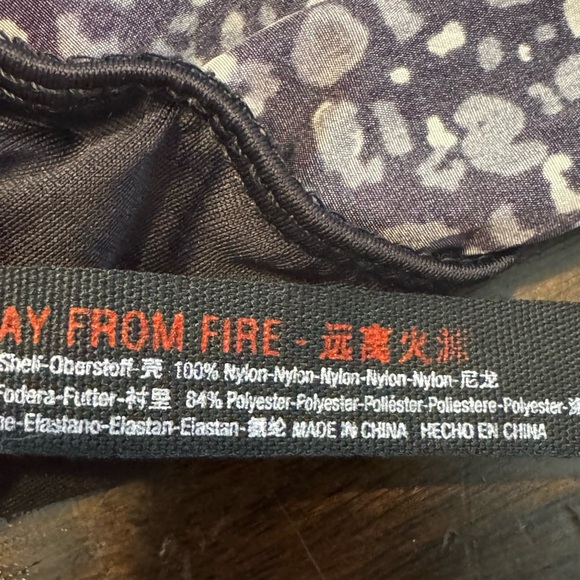 AY FROM FIRE - 远离火源
Shell-Oberstoff-壳 100% Nylon-Nylon-Nylon-Nylon-Nylon-尼龙
Fodera-Futter-衬里 84% Polyester-Polyester-Poliéster-Poliestere-Polyester-涤
ne-Elastano-Elastan-Elastan-氨纶 MADE IN CHINA HECHO EN CHINA